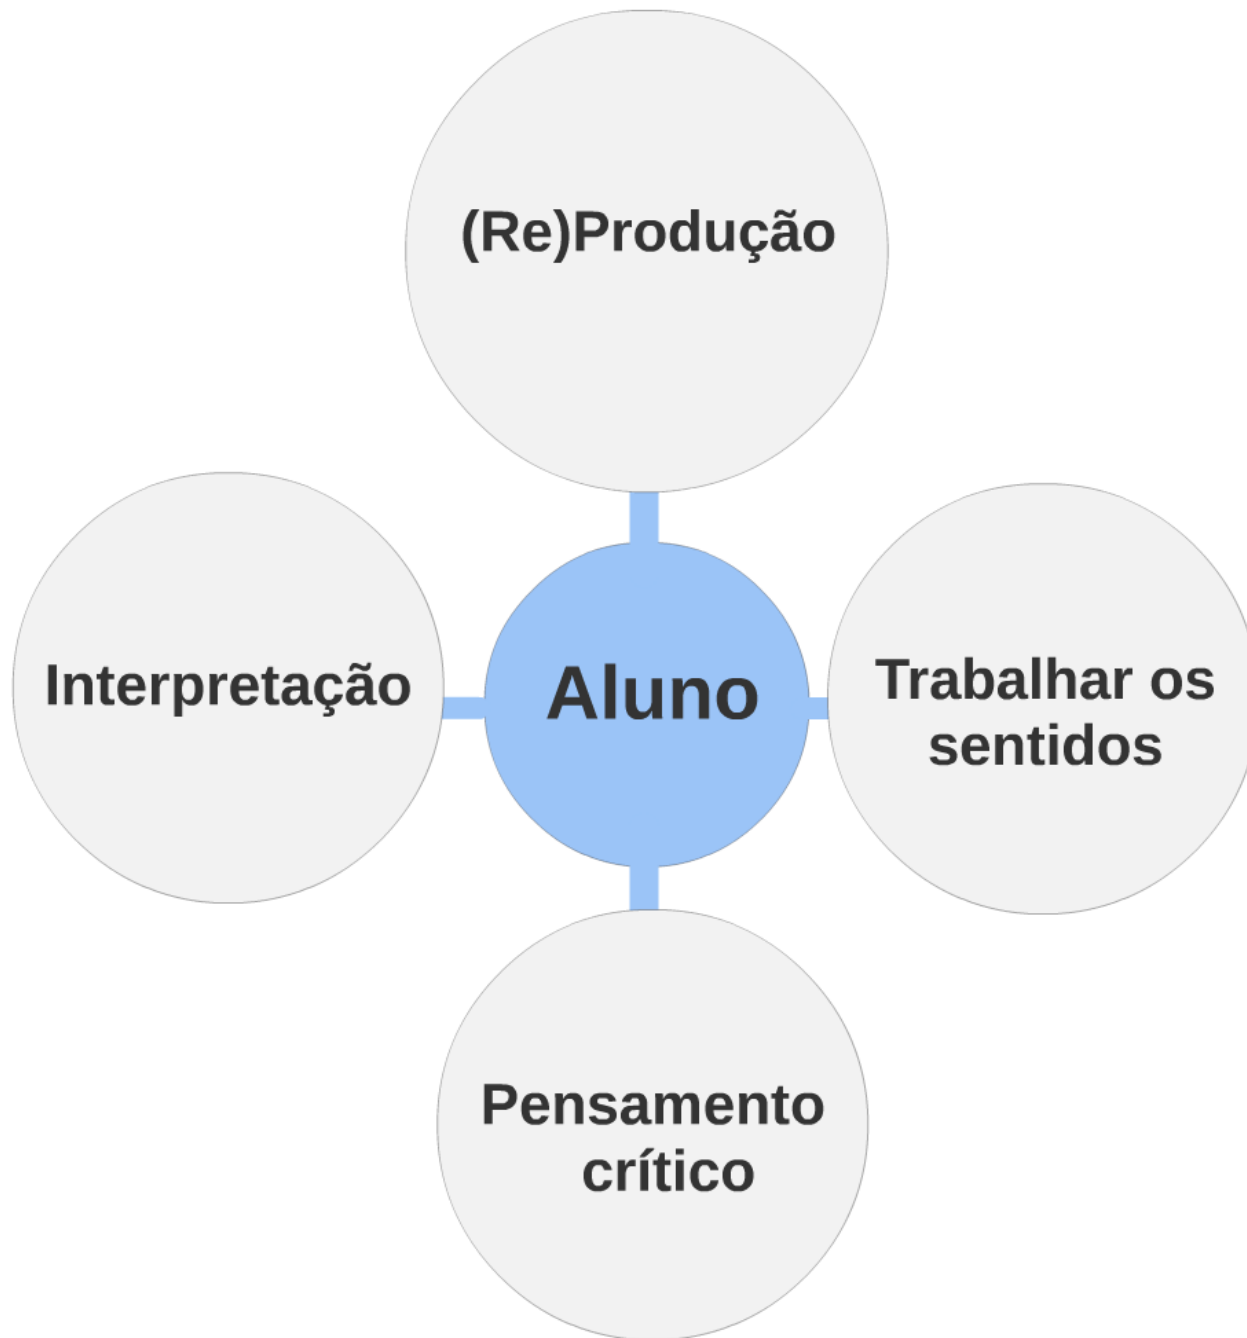 (Re)Produção
Interpretação
Aluno
Trabalhar os
sentidos
Pensamento
crítico